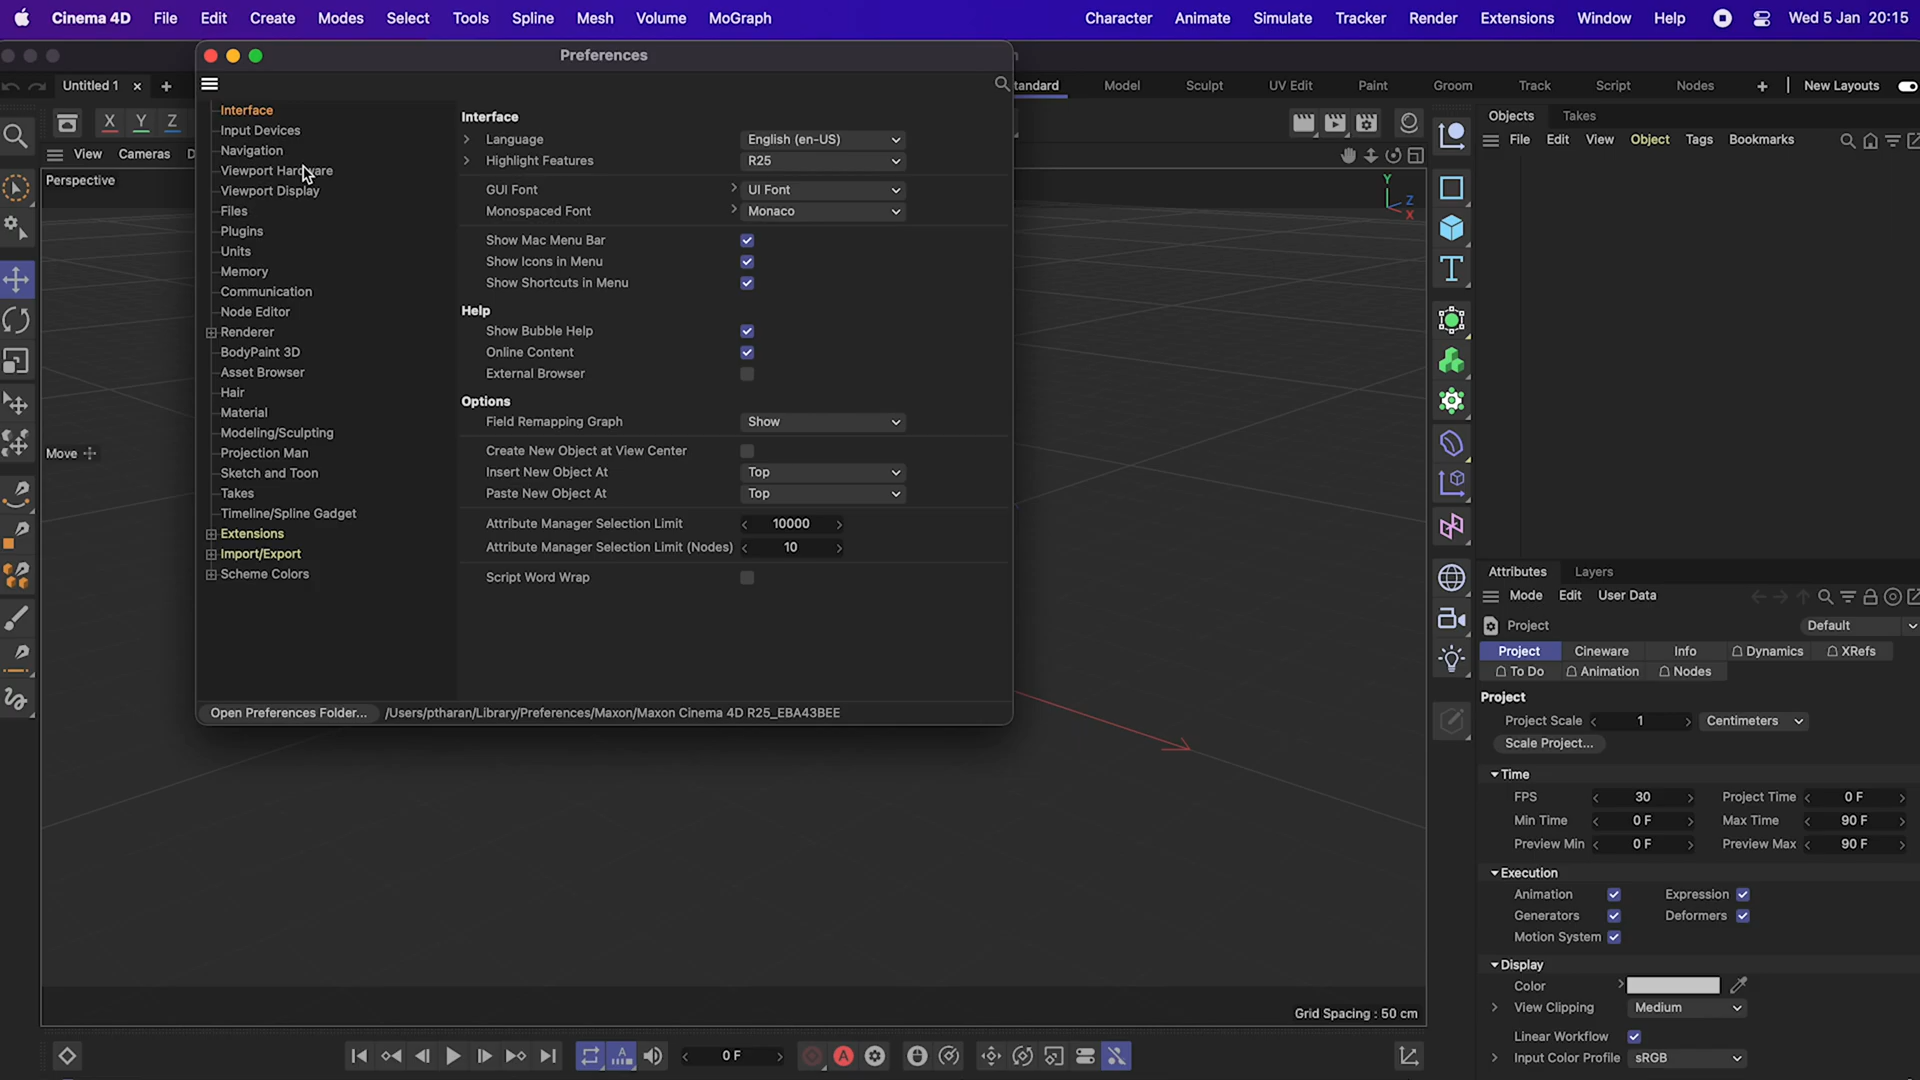 Cinema 4D File Edit Create Modes Select Tools Spline Mesh Volume MoGraph Character Animate Simulate Tracker Render Extensions Window Help Wed 5 Jan 20:15
Preferences
Untitled 1 × + tandard Model Sculpt UV Edit Paint Groom Track Script Nodes + New Layouts
X Y Z
View Cameras D
Perspective
Move
Interface
Input Devices
Navigation
Viewport Hardware
Viewport Display
Files
Plugins
Units
Memory
Communication
Node Editor
Renderer
BodyPaint 3D
Asset Browser
Hair
Material
Modeling/Sculpting
Projection Man
Sketch and Toon
Takes
Timeline/Spline Gadget
Extensions
Import/Export
Scheme Colors
Interface
Language English (en-US)
Highlight Features R25
GUI Font UI Font
Monospaced Font Monaco
Show Mac Menu Bar
Show Icons in Menu
Show Shortcuts in Menu
Help
Show Bubble Help
Online Content
External Browser
Options
Field Remapping Graph Show
Create New Object at View Center
Insert New Object At Top
Paste New Object At Top
Attribute Manager Selection Limit 10000
Attribute Manager Selection Limit (Nodes) 10
Script Word Wrap
Open Preferences Folder... /Users/ptharan/Library/Preferences/Maxon/Maxon Cinema 4D R25_EBA43BEE
Y
Z
X
Grid Spacing : 50 cm
0 F
A
Objects Takes
File Edit View Object Tags Bookmarks
Attributes Layers
Mode Edit User Data
Project Default
Project Cineware Info Dynamics XRefs
To Do Animation Nodes
Project
Project Scale 1 Centimeters
Scale Project...
Time
FPS 30 Project Time 0 F
Min Time 0 F Max Time 90 F
Preview Min 0 F Preview Max 90 F
Execution
Animation Expression
Generators Deformers
Motion System
Display
Color
View Clipping Medium
Linear Workflow
Input Color Profile sRGB